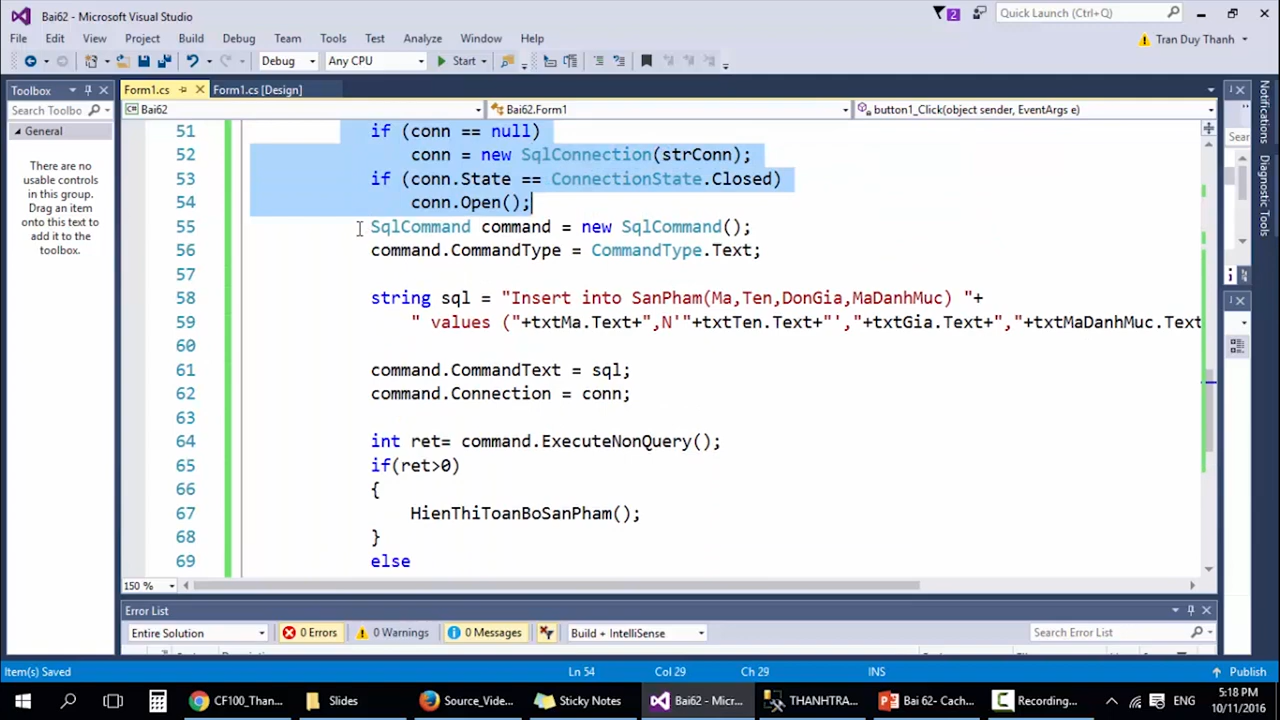 Bai62 - Microsoft Visual Studio
2
Quick Launch (Ctrl+Q)
File Edit View Project Build Debug Team Tools Test Analyze Window Help
Tran Duy Thanh
Debug Any CPU Start
Toolbox
Form1.cs Form1.cs [Design]
Search Toolbo
Bai62 Bai62.Form1 button1_Click(object sender, EventArgs e)
General
There are no
usable controls
in this group.
Drag an item
onto this text to
add it to the
toolbox.
51 if (conn == null)
52 conn = new SqlConnection(strConn);
53 if (conn.State == ConnectionState.Closed)
54 conn.Open();
55 SqlCommand command = new SqlCommand();
56 command.CommandType = CommandType.Text;
57
58 string sql = "Insert into SanPham(Ma,Ten,DonGia,MaDanhMuc) "+
59 " values ("+txtMa.Text+",N'"+txtTen.Text+"',"+txtGia.Text+","+txtMaDanhMuc.Text
60
61 command.CommandText = sql;
62 command.Connection = conn;
63
64 int ret= command.ExecuteNonQuery();
65 if(ret>0)
66 {
67 HienThiToanBoSanPham();
68 }
69 else
150 %
Sear
Notifications
Diagnostic Tools
Error List
Entire Solution 0 Errors 0 Warnings 0 Messages Build + IntelliSense Search Error List
Item(s) Saved Ln 54 Col 29 Ch 29 INS Publish
CF100_Than... Slides Source_Vide... Sticky Notes Bai62 - Micr... THANHTRA... Bai 62- Cach... Recording... ENG
5:18 PM
10/11/2016